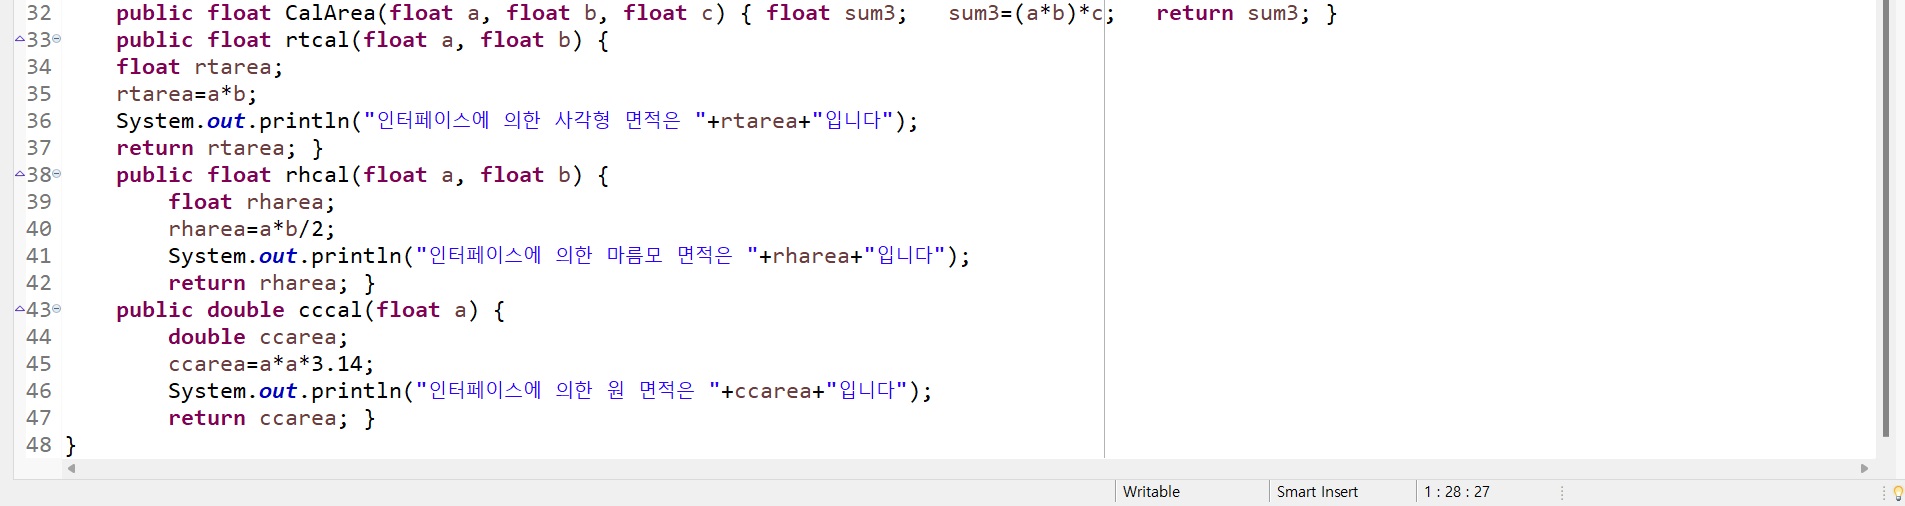 32 public float CalArea(float a, float b, float c) { float sum3; sum3=(a*b)*c; return sum3; }
33 public float rtcal(float a, float b) {
34 float rtarea;
35 rtarea=a*b;
36 System.out.println("인터페이스에 의한 사각형 면적은 "+rtarea+"입니다");
37 return rtarea; }
38 public float rhcal(float a, float b) {
39 float rharea;
40 rharea=a*b/2;
41 System.out.println("인터페이스에 의한 마름모 면적은 "+rharea+"입니다");
42 return rharea; }
43 public double cccal(float a) {
44 double ccarea;
45 ccarea=a*a*3.14;
46 System.out.println("인터페이스에 의한 원 면적은 "+ccarea+"입니다");
47 return ccarea; }
48 }
Writable Smart Insert 1 : 28 : 27